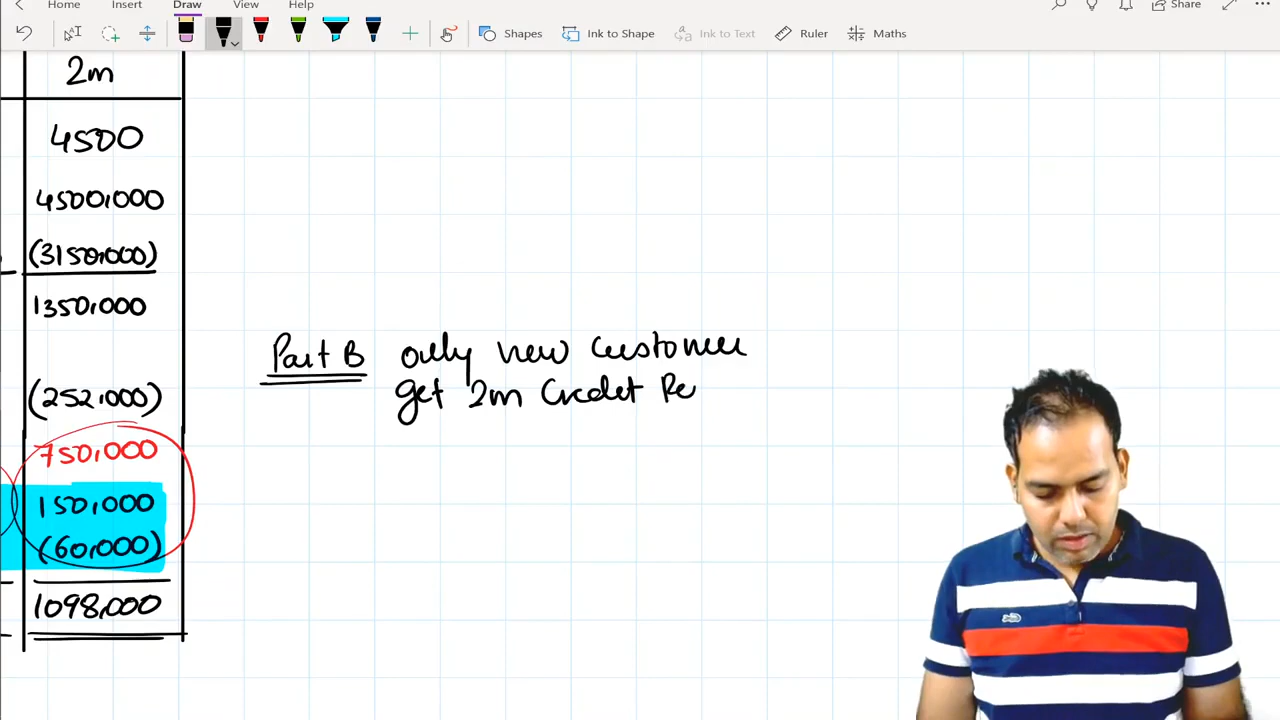 Home Insert Draw View Help Share
Shapes Ink to Shape Ink to Text Ruler Maths
2m
4500
4500,000
(3150,000)
1350,000
(252,000)
750,000
150,000
(60,000)
1098,000
Part B only new customer
get 2m Credet Pe